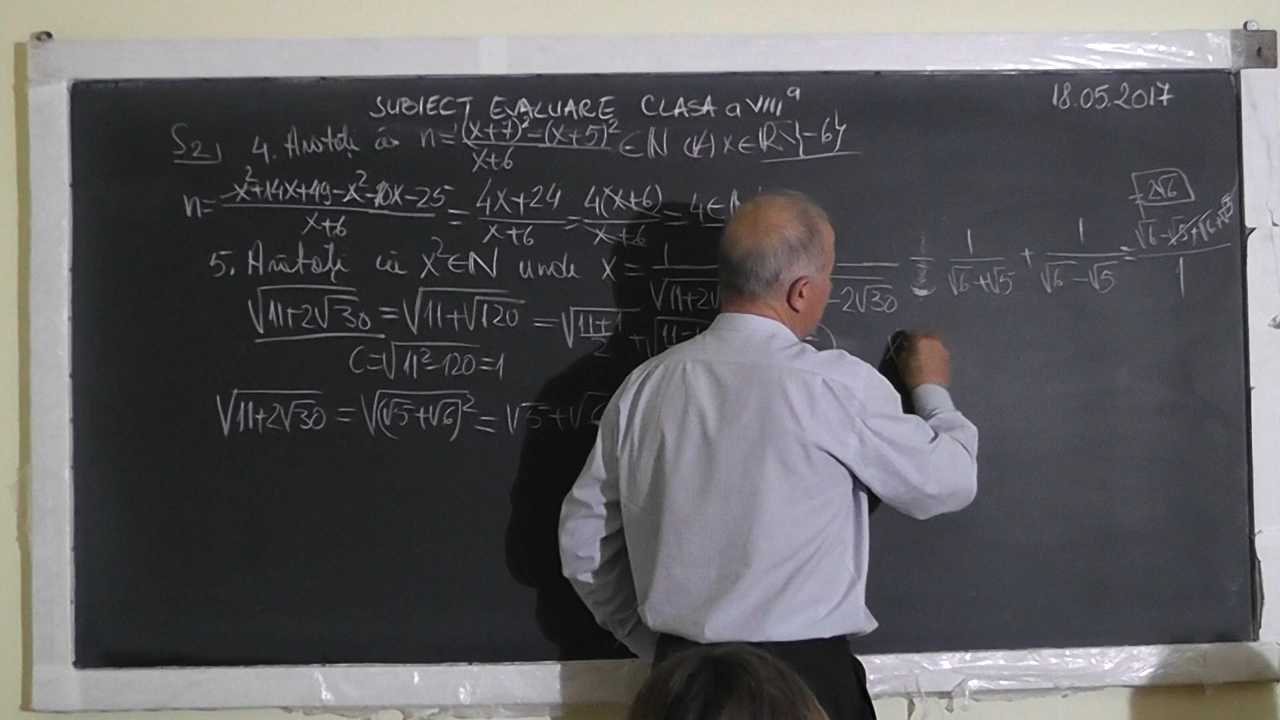 SUBIECT EVALUARE CLASA a VIII a
18.05.2017
S2, 4. Arătați că n = (x+7)² - (x+5)² / x+6 ∈ N (∀) x ∈ R \ {-6}
n = x²+14x+49-x²-10x-25 / x+6 = 4x+24 / x+6 = 4(x+6) / x+6 = 4 ∈
5. Arătați că x² ∈ N unde x = 1 / √11+2√ -2√30 = 1 / √6+√5 + 1 / √6-√5 = √6-√5+√6+√5 / 1 = 2√6
√11+2√30 = √11+√120 = √11+1 / 2 + √11-
C = √11²-120 = 1
√11+2√30 = √(√5+√6)² = √5+√